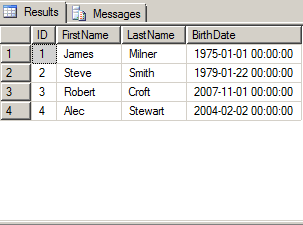 Results Messages
ID FirstName LastName BirthDate
1 1 James Milner 1975-01-01 00:00:00
2 2 Steve Smith 1979-01-22 00:00:00
3 3 Robert Croft 2007-11-01 00:00:00
4 4 Alec Stewart 2004-02-02 00:00:00